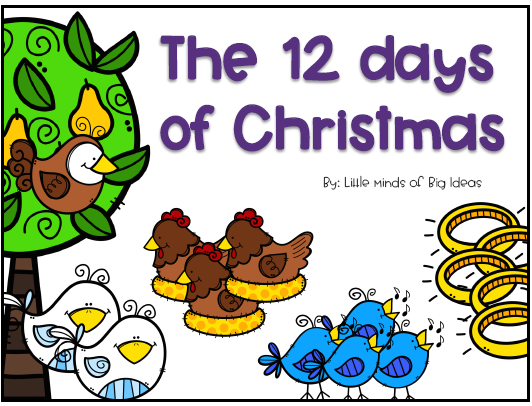 The 12 days
of Christmas
By: Little Minds of Big Ideas